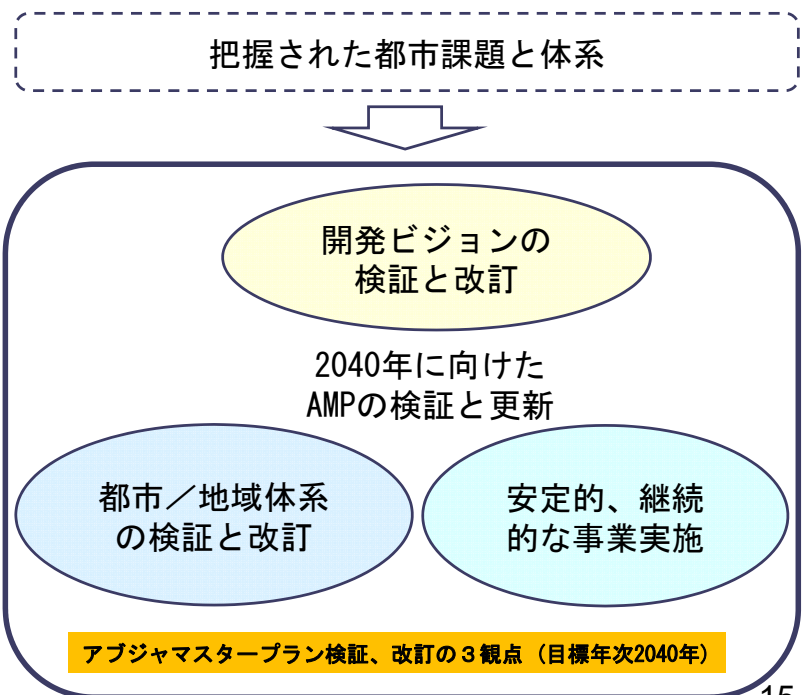 把握された都市課題と体系
開発ビジョンの
検証と改訂
2040年に向けた
AMPの検証と更新
都市／地域体系
の検証と改訂
安定的、継続
的な事業実施
アブジャマスタープラン検証、改訂の３観点（目標年次2040年）
15